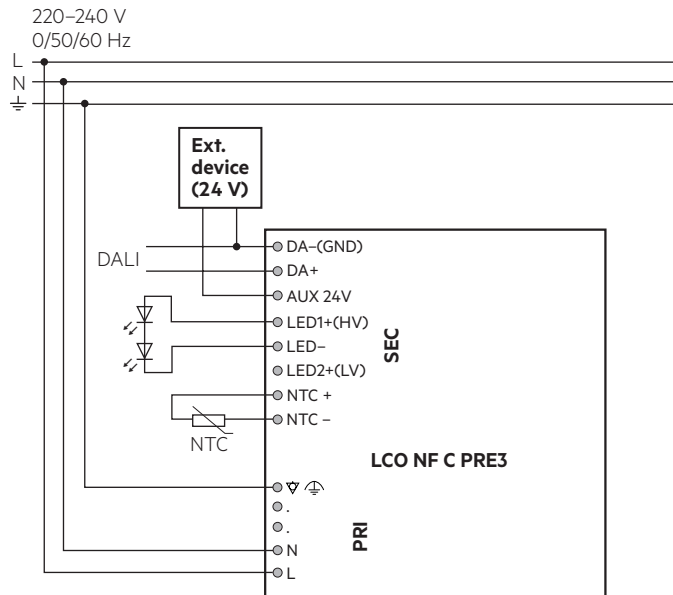 220–240 V
0/50/60 Hz
L
N
Ext.
device
(24 V)
DALI
DA–(GND)
DA+
AUX 24V
LED1+(HV)
LED–
LED2+(LV)
NTC +
NTC –
NTC
SEC
LCO NF C PRE3
.
.
PRI
N
L